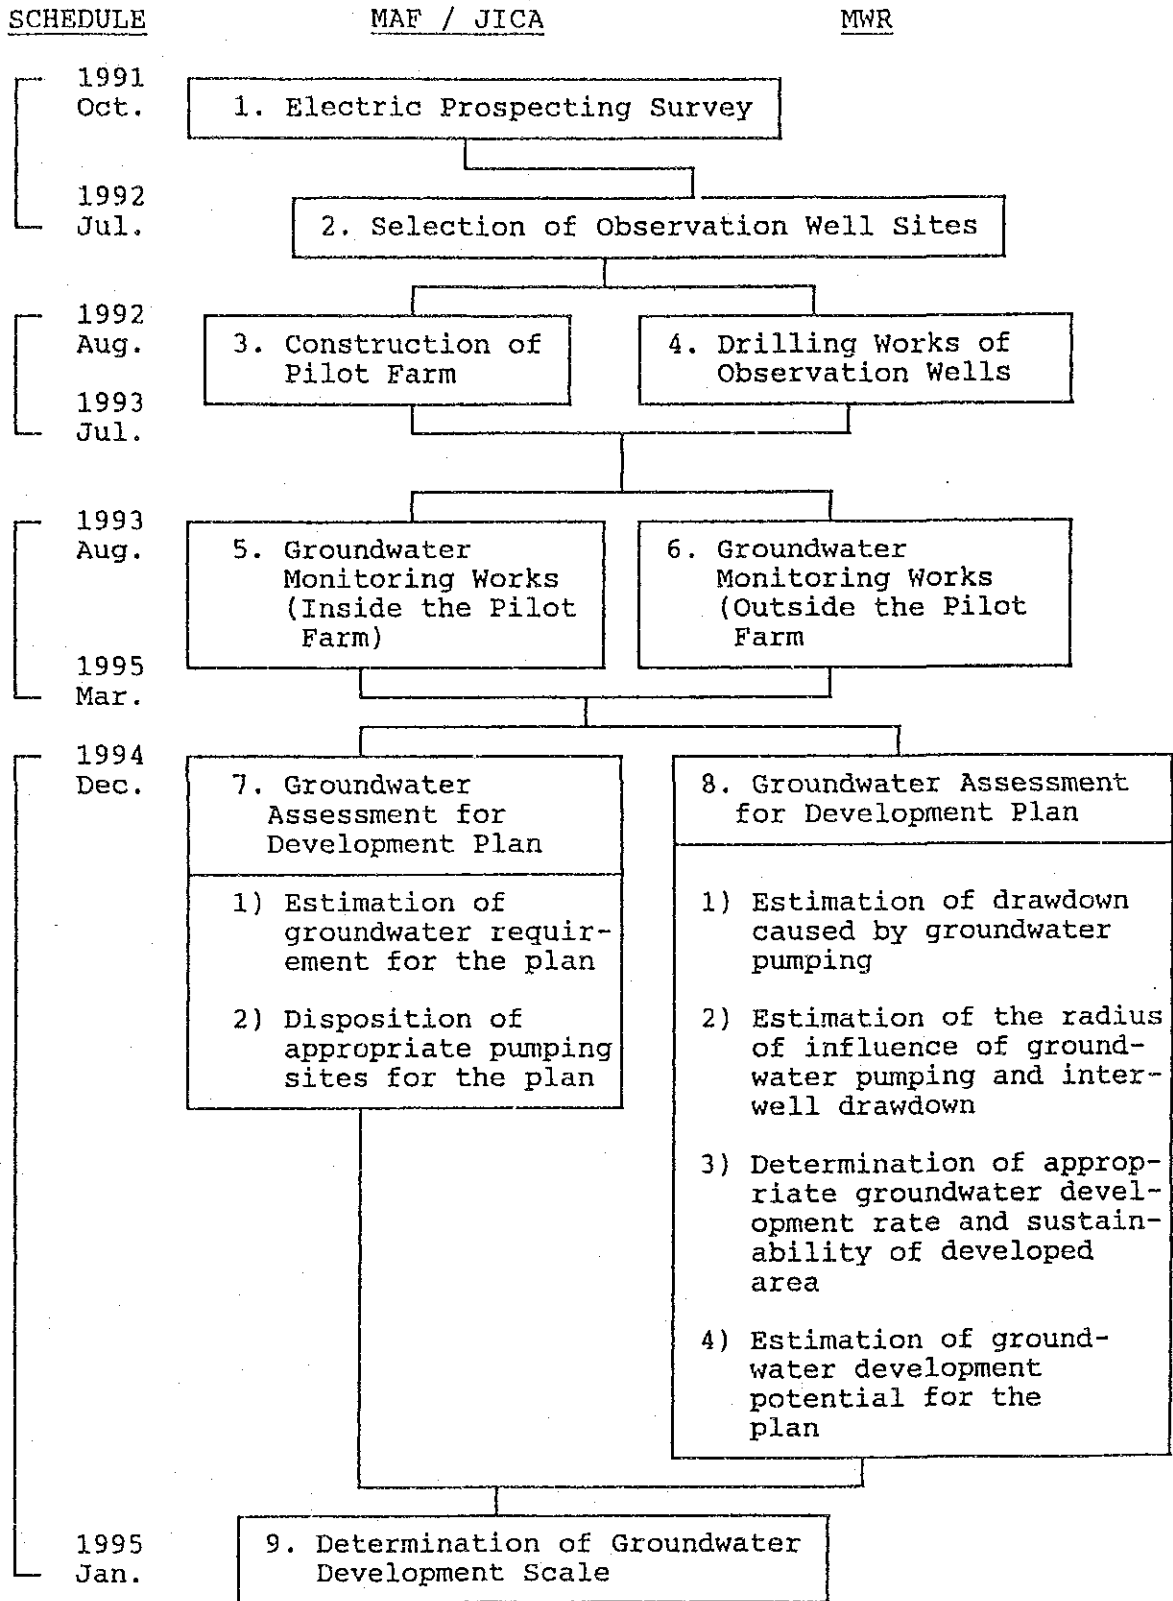 SCHEDULE MAF / JICA MWR
1991
Oct.
1. Electric Prospecting Survey
1992
Jul.
2. Selection of Observation Well Sites
1992
Aug.
1993
Jul.
3. Construction of
Pilot Farm
4. Drilling Works of
Observation Wells
1993
Aug.
1995
Mar.
5. Groundwater
Monitoring Works
(Inside the Pilot
Farm)
6. Groundwater
Monitoring Works
(Outside the Pilot
Farm
1994
Dec.
7. Groundwater
Assessment for
Development Plan
1) Estimation of
groundwater requir-
ement for the plan
2) Disposition of
appropriate pumping
sites for the plan
8. Groundwater Assessment
for Development Plan
1) Estimation of drawdown
caused by groundwater
pumping
2) Estimation of the radius
of influence of ground-
water pumping and inter-
well drawdown
3) Determination of approp-
riate groundwater devel-
opment rate and sustain-
ability of developed
area
4) Estimation of ground-
water development
potential for the
plan
1995
Jan.
9. Determination of Groundwater
Development Scale